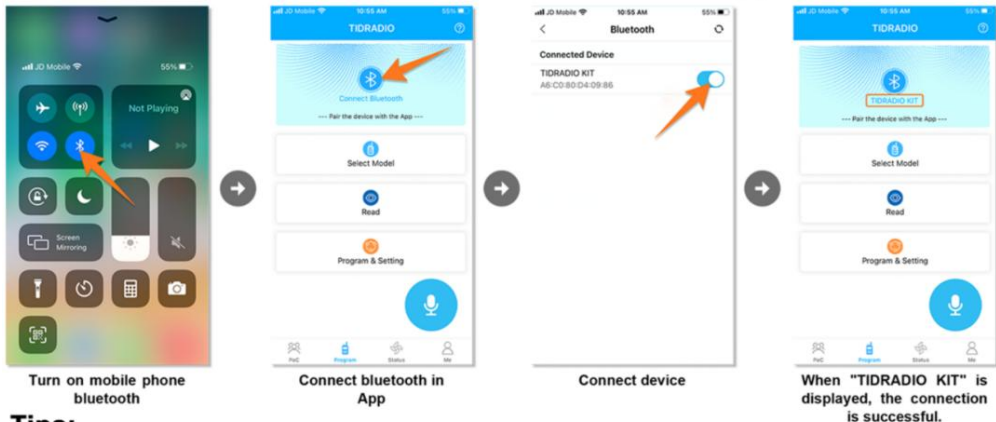 JD Mobile
55%
Not Playing
Screen
Mirroring
Turn on mobile phone
bluetooth
JD Mobile 10:55 AM 55%
TIDRADIO
Connect Bluetooth
--- Pair the device with the App ---
Select Model
Read
Program & Setting
PoC Program Status Me
Connect bluetooth in
App
JD Mobile 10:55 AM 55%
Bluetooth
Connected Device
TIDRADIO KIT
A6:C0:80:D4:09:86
Connect device
JD Mobile 10:55 AM 55%
TIDRADIO
TIDRADIO KIT
--- Pair the device with the App ---
Select Model
Read
Program & Setting
PoC Program Status Me
When "TIDRADIO KIT" is
displayed, the connection
is successful.
Tips: